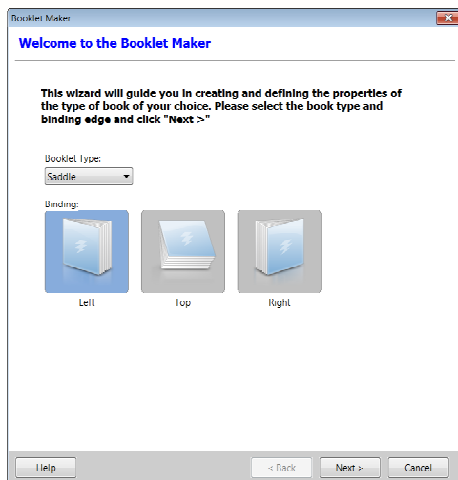 Booklet Maker
Welcome to the Booklet Maker
This wizard will guide you in creating and defining the properties of
the type of book of your choice. Please select the book type and
binding edge and click "Next >"
Booklet Type:
Saddle
Binding:
Left Top Right
Help < Back Next > Cancel